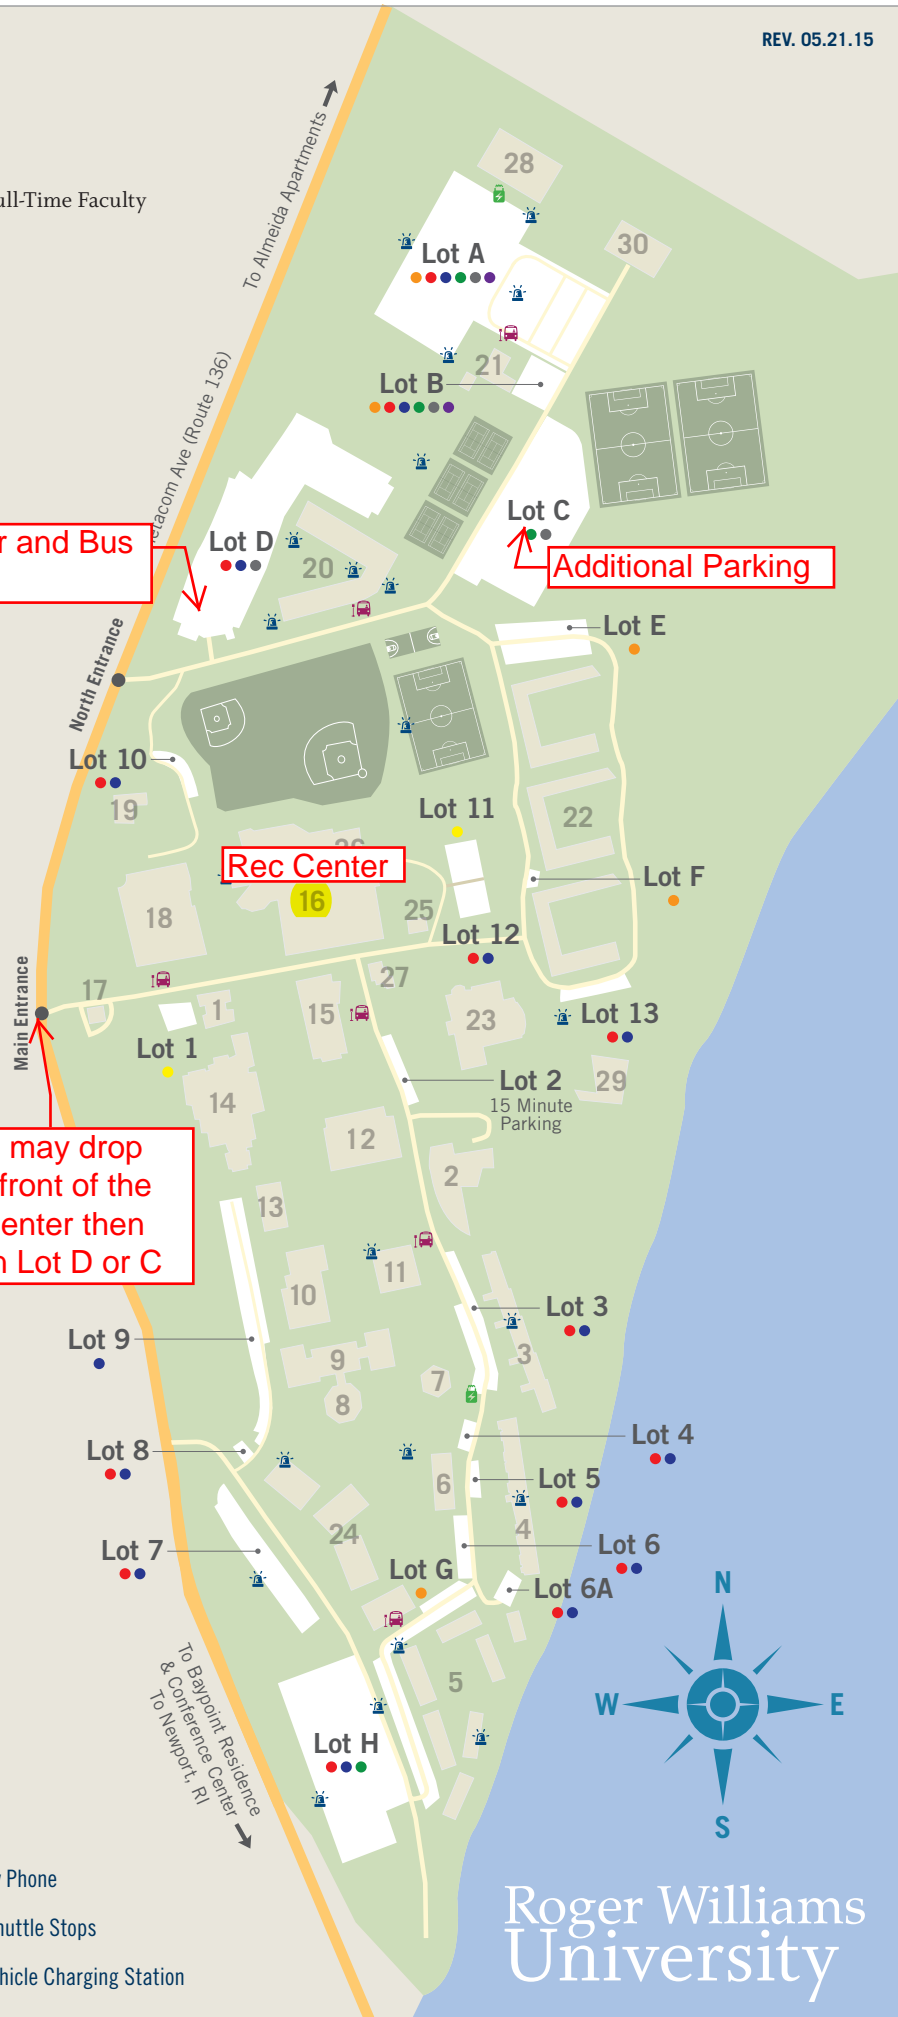 REV. 05.21.15
To Almeida Apartments
ull-Time Faculty
28
30
Lot A
21
Lot B
etacom Ave (Route 136)
Lot C
r and Bus
Lot D
20
Additional Parking
Lot E
North Entrance
Lot 10
19
Lot 11
22
26
Rec Center
16
Lot F
18
25
Lot 12
27
17
Main Entrance
1
15
23
Lot 13
Lot 1
Lot 2
15 Minute
Parking
29
14
12
may drop
front of the
enter then
n Lot D or C
2
13
11
10
Lot 3
Lot 9
9
3
7
8
Lot 8
Lot 4
6
Lot 5
24
4
Lot 7
Lot 6
Lot G
Lot 6A
N
To Baypoint Residence
& Conference Center
To Newport, RI
5
W
E
Lot H
S
y Phone
huttle Stops
hicle Charging Station
Roger Williams
University